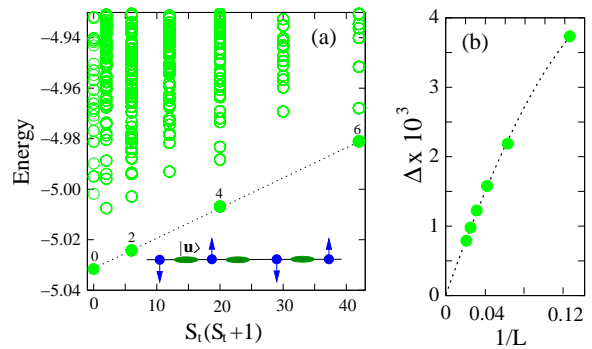 −4.94
−4.96
−4.98
−5.00
−5.02
−5.04
Energy
(a)
0
2
4
6
|u⟩
0 10 20 30 40
S_t(S_t+1)
(b)
4
3
2
1
0
Δx 10^3
0 0.04 0.12
1/L